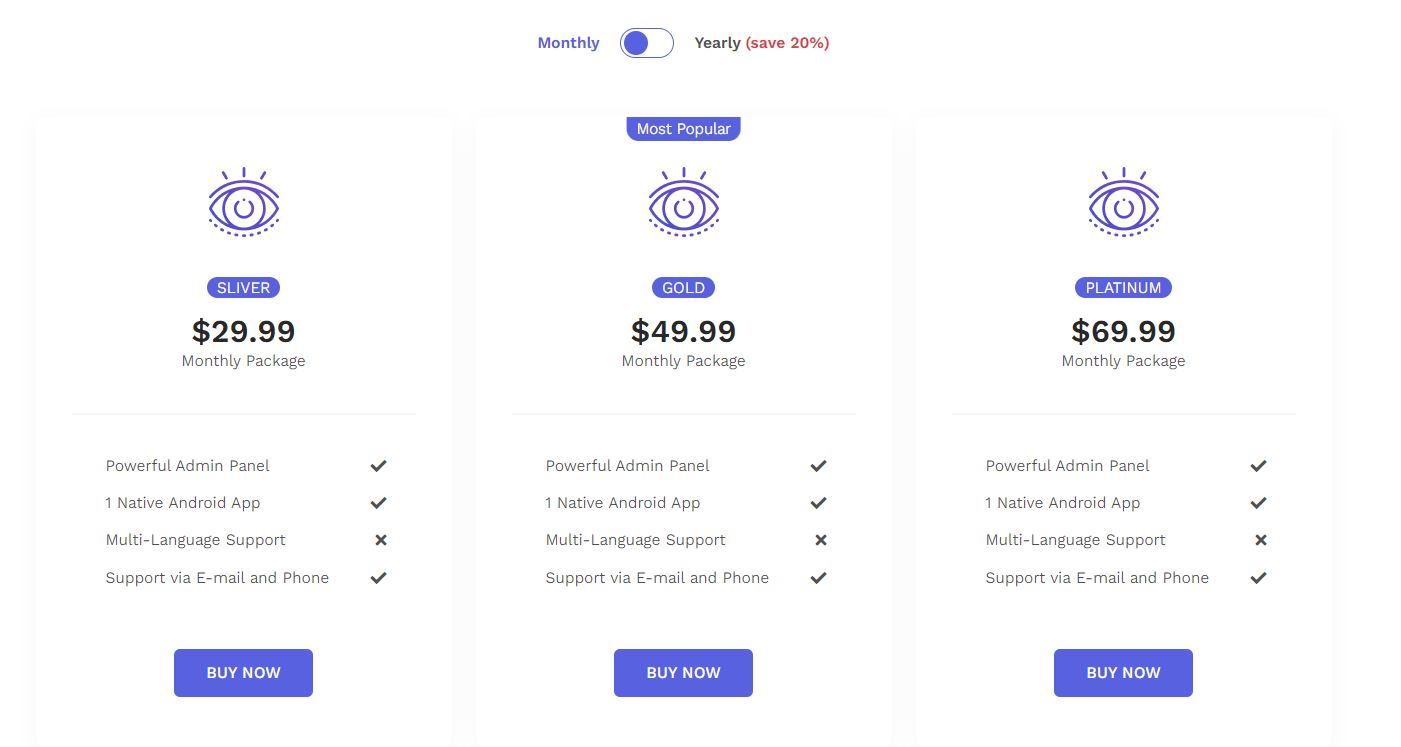 Monthly Yearly (save 20%)
Most Popular
SLIVER
$29.99
Monthly Package
Powerful Admin Panel
1 Native Android App
Multi-Language Support
Support via E-mail and Phone
BUY NOW
GOLD
$49.99
Monthly Package
Powerful Admin Panel
1 Native Android App
Multi-Language Support
Support via E-mail and Phone
BUY NOW
PLATINUM
$69.99
Monthly Package
Powerful Admin Panel
1 Native Android App
Multi-Language Support
Support via E-mail and Phone
BUY NOW